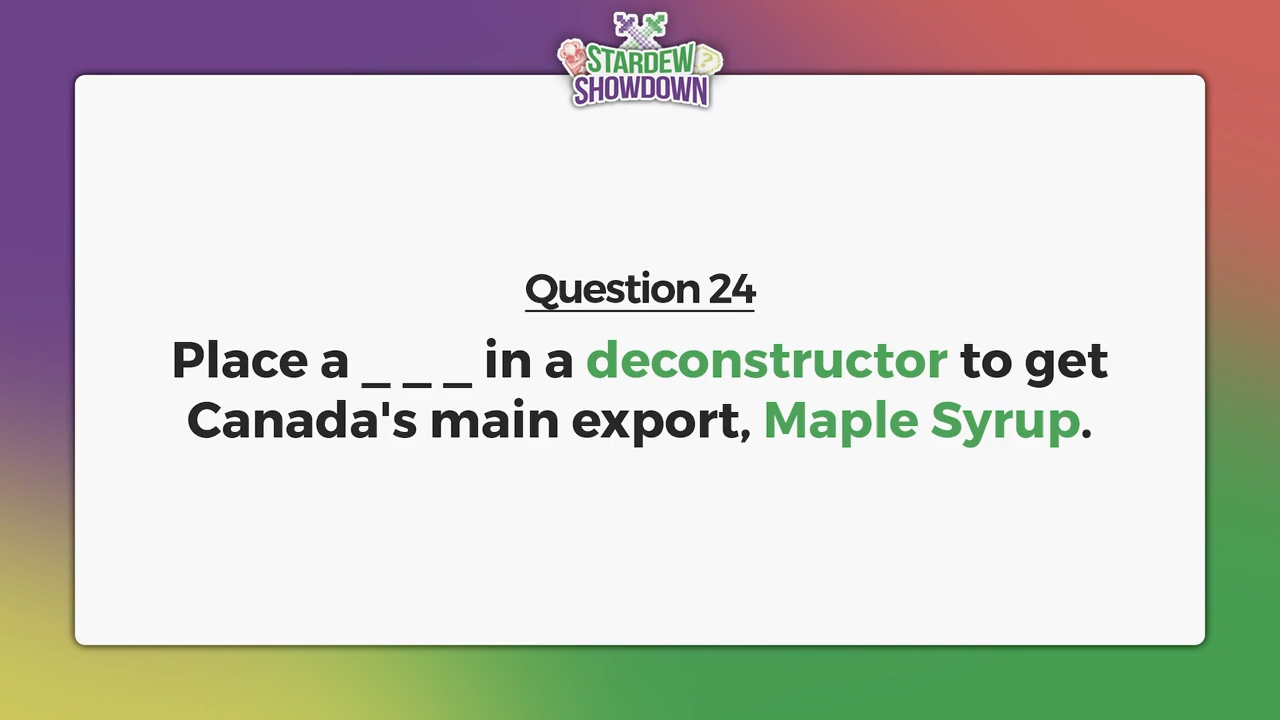 STARDEW
SHOWDOWN
?
Question 24
Place a _ _ _ in a deconstructor to get
Canada's main export, Maple Syrup.